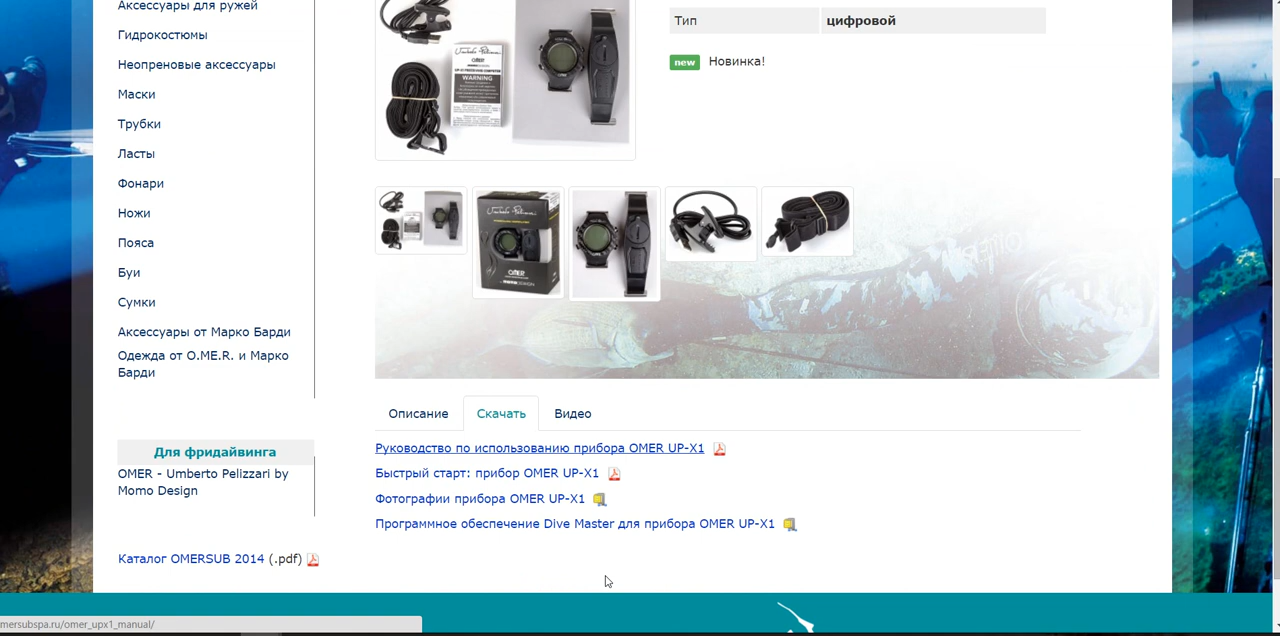 Аксессуары для ружей
Гидрокостюмы
Неопреновые аксессуары
Маски
Трубки
Ласты
Фонари
Ножи
Пояса
Буи
Сумки
Аксессуары от Марко Барди
Одежда от O.ME.R. и Марко
Барди
Для фридайвинга
OMER - Umberto Pelizzari by
Momo Design
Каталог OMERSUB 2014 (.pdf)
Тип цифровой
new Новинка!
OMER
WARNING
OMER
Описание Скачать Видео
Руководство по использованию прибора OMER UP-X1
Быстрый старт: прибор OMER UP-X1
Фотографии прибора OMER UP-X1
Программное обеспечение Dive Master для прибора OMER UP-X1
mersubspa.ru/omer_upx1_manual/